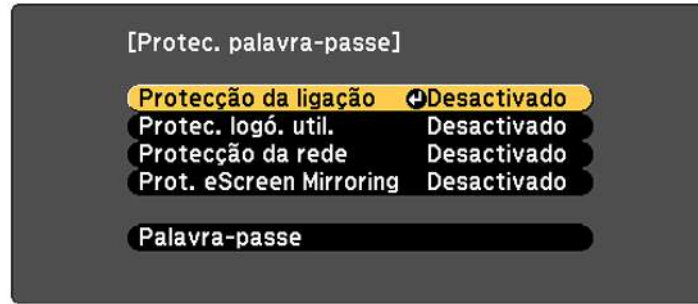 [Protec. palavra-passe]
Protecção da ligação Desactivado
Protec. logó. util. Desactivado
Protecção da rede Desactivado
Prot. eScreen Mirroring Desactivado
Palavra-passe